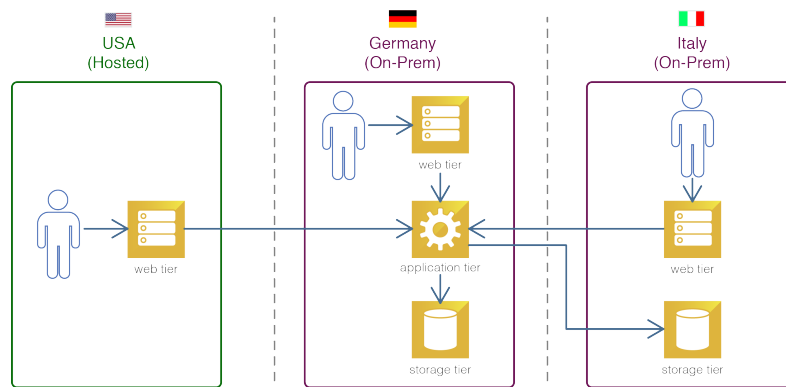 USA
(Hosted)
Germany
(On-Prem)
Italy
(On-Prem)
web tier
web tier
web tier
application tier
storage tier
storage tier